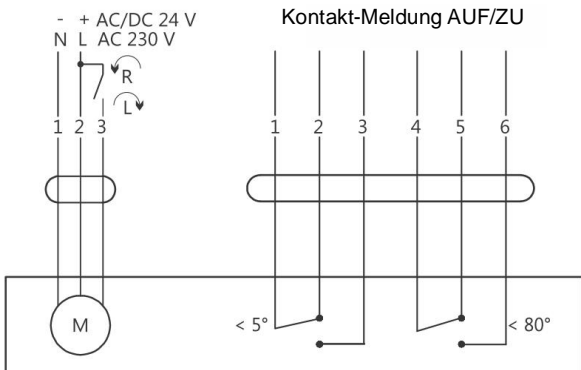 - + AC/DC 24 V
N L AC 230 V
Kontakt-Meldung AUF/ZU
R
L
1 2 3
1 2 3 4 5 6
M
< 5°
< 80°